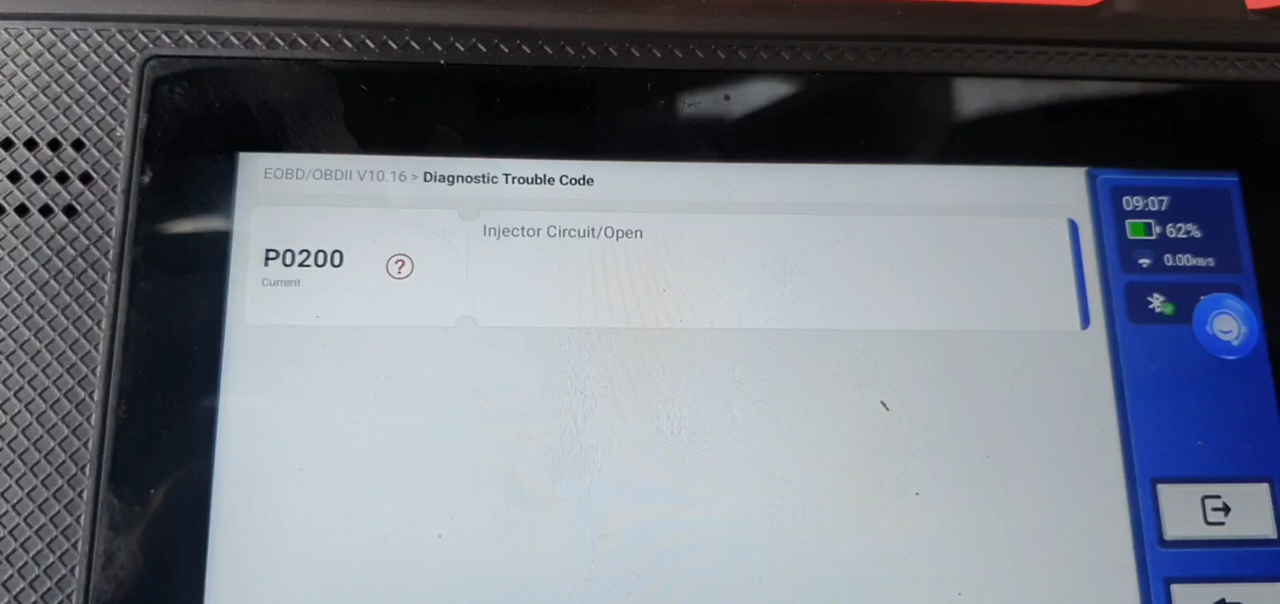 EOBD/OBDII V10.16 > Diagnostic Trouble Code
P0200
Current
?
Injector Circuit/Open
09:07
62%
0.00KB/S